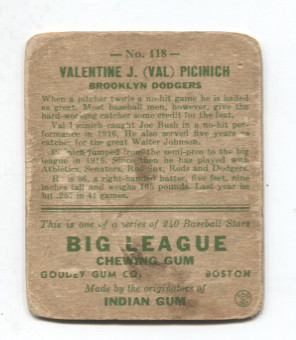 — No. 118 —
VALENTINE J. (VAL) PICINICH
BROOKLYN DODGERS
When a pitcher twirls a no-hit game he is hailed
as great. Most baseball men, however, give the
hard-working catcher some credit for the feat.
Val Picinich caught Joe Bush in a no-hit per-
formance in 1916. He also served five years as
catcher for the great Walter Johnson.
jumped from the semi-pros to the big
league in 1916. Since then he has played with
Athletics, Senators, Red Sox, Reds and Dodgers.
He is 36, a right-handed batter, five feet, nine
inches tall and weighs 165 pounds. Last year he
hit .257 in 41 games.
This is one of a series of 240 Baseball Stars
BIG LEAGUE
CHEWING GUM
GOUDEY GUM CO. BOSTON
Made by the originators of
INDIAN GUM